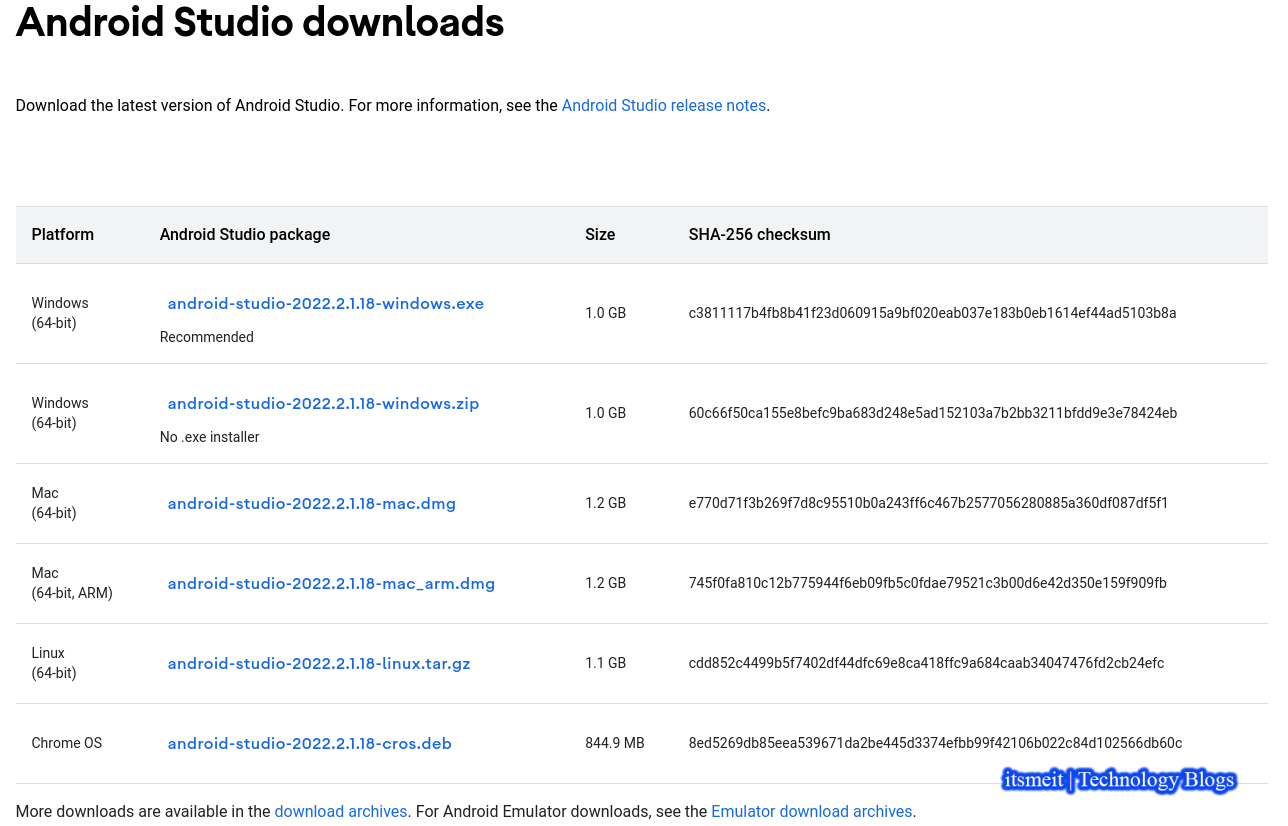 Android Studio downloads
Download the latest version of Android Studio. For more information, see the Android Studio release notes.
Platform Android Studio package Size SHA-256 checksum
Windows
(64-bit)
android-studio-2022.2.1.18-windows.exe
Recommended
1.0 GB
c3811117b4fb8b41f23d060915a9bf020eab037e183b0eb1614ef44ad5103b8a
Windows
(64-bit)
android-studio-2022.2.1.18-windows.zip
No .exe installer
1.0 GB
60c66f50ca155e8befc9ba683d248e5ad152103a7b2bb3211bfdd9e3e78424eb
Mac
(64-bit)
android-studio-2022.2.1.18-mac.dmg
1.2 GB
e770d71f3b269f7d8c95510b0a243ff6c467b2577056280885a360df087df5f1
Mac
(64-bit, ARM)
android-studio-2022.2.1.18-mac_arm.dmg
1.2 GB
745f0fa810c12b775944f6eb09fb5c0fdae79521c3b00d6e42d350e159f909fb
Linux
(64-bit)
android-studio-2022.2.1.18-linux.tar.gz
1.1 GB
cdd852c4499b5f7402df44dfc69e8ca418ffc9a684caab34047476fd2cb24efc
Chrome OS
android-studio-2022.2.1.18-cros.deb
844.9 MB
8ed5269db85eea539671da2be445d3374efbb99f42106b022c84d102566db60c
itsmeit | Technology Blogs
More downloads are available in the download archives. For Android Emulator downloads, see the Emulator download archives.